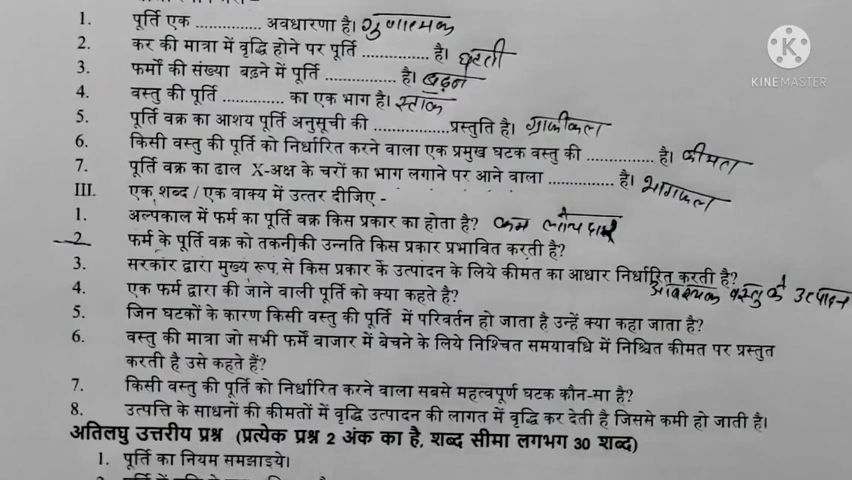 1. पूर्ति एक ............ अवधारणा है। गुणात्मक
2. कर की मात्रा में वृद्धि होने पर पूर्ति ............ है। घटती
3. फर्मों की संख्या बढ़ने में पूर्ति ............ है। बढ़ने
4. वस्तु की पूर्ति ............ का एक भाग है। स्टॉक
5. पूर्ति वक्र का आशय पूर्ति अनुसूची की ............ प्रस्तुति है।
6. किसी वस्तु की पूर्ति को निर्धारित करने वाला एक प्रमुख घटक वस्तु की ............ है। कीमत
7. पूर्ति वक्र का ढाल X-अक्ष के चरों का भाग लगाने पर आने वाला ............ है। भागफल
III. एक शब्द / एक वाक्य में उत्तर दीजिए -
1. अल्पकाल में फर्म का पूर्ति वक्र किस प्रकार का होता है? कम लोचदार
2. फर्म के पूर्ति वक्र को तकनीकी उन्नति किस प्रकार प्रभावित करती है?
3. सरकार द्वारा मुख्य रूप से किस प्रकार के उत्पादन के लिये कीमत का आधार निर्धारित करती है?
आवश्यक वस्तु के उत्पादन
4. एक फर्म द्वारा की जाने वाली पूर्ति को क्या कहते है?
5. जिन घटकों के कारण किसी वस्तु की पूर्ति में परिवर्तन हो जाता है उन्हें क्या कहा जाता है?
6. वस्तु की मात्रा जो सभी फर्में बाजार में बेचने के लिये निश्चित समयावधि में निश्चित कीमत पर प्रस्तुत
करती है उसे कहते हैं?
7. किसी वस्तु की पूर्ति को निर्धारित करने वाला सबसे महत्वपूर्ण घटक कौन-सा है?
8. उत्पत्ति के साधनों की कीमतों में वृद्धि उत्पादन की लागत में वृद्धि कर देती है जिससे कमी हो जाती है।
अतिलघु उत्तरीय प्रश्न (प्रत्येक प्रश्न 2 अंक का है, शब्द सीमा लगभग 30 शब्द)
1. पूर्ति का नियम समझाइये।
K
KINEMASTER